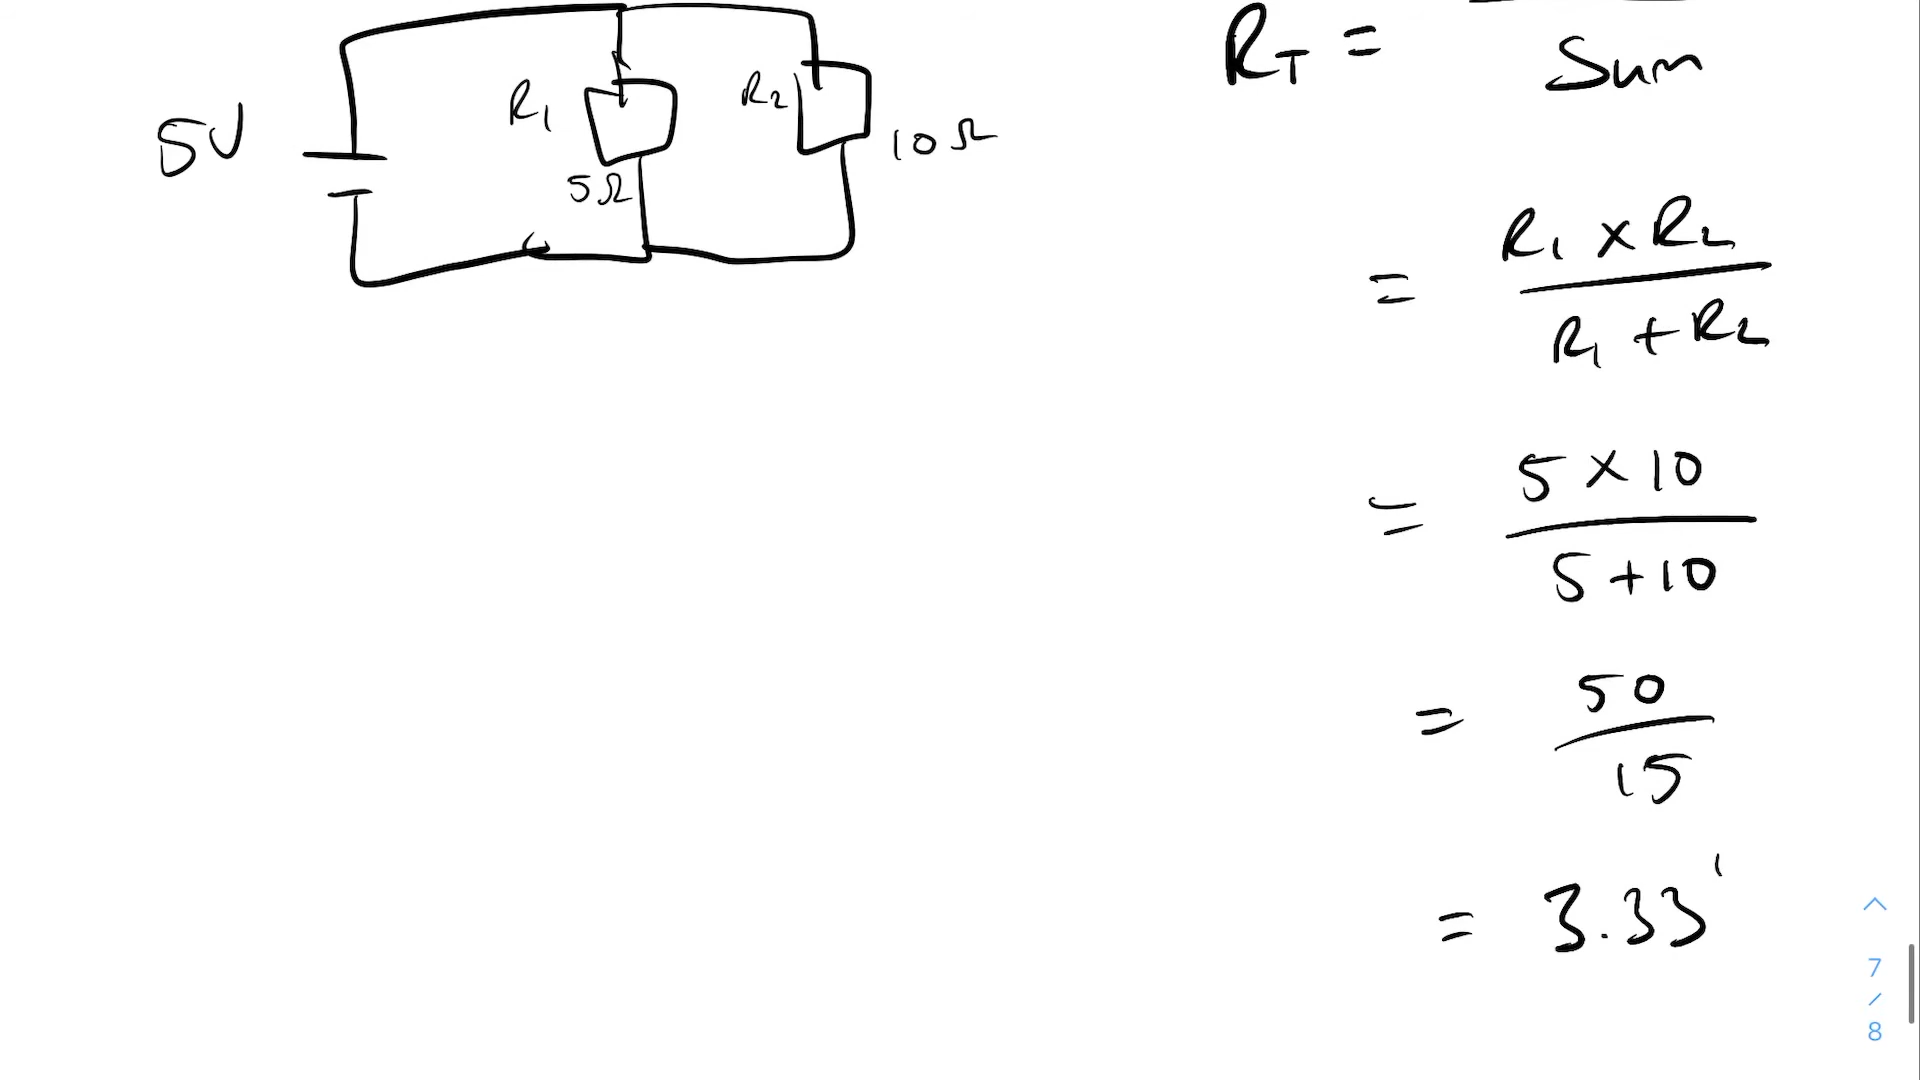 5V
R1
5Ω
R2
10Ω
RT =
Sum
= R1 × R2
R1 + R2
= 5 × 10
5 + 10
= 50
15
= 3.33'
7
/
8